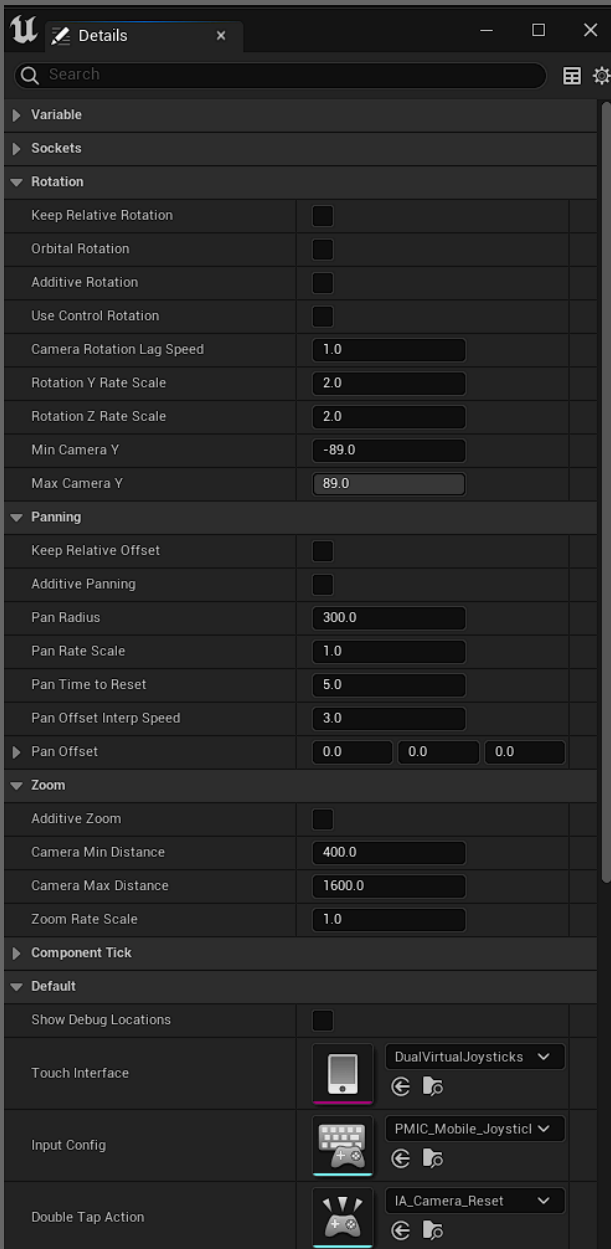 Details
Search
Variable
Sockets
Rotation
Keep Relative Rotation
Orbital Rotation
Additive Rotation
Use Control Rotation
Camera Rotation Lag Speed 1.0
Rotation Y Rate Scale 2.0
Rotation Z Rate Scale 2.0
Min Camera Y -89.0
Max Camera Y 89.0
Panning
Keep Relative Offset
Additive Panning
Pan Radius 300.0
Pan Rate Scale 1.0
Pan Time to Reset 5.0
Pan Offset Interp Speed 3.0
Pan Offset 0.0 0.0 0.0
Zoom
Additive Zoom
Camera Min Distance 400.0
Camera Max Distance 1600.0
Zoom Rate Scale 1.0
Component Tick
Default
Show Debug Locations
Touch Interface DualVirtualJoysticks
Input Config PMIC_Mobile_Joysticl
Double Tap Action IA_Camera_Reset